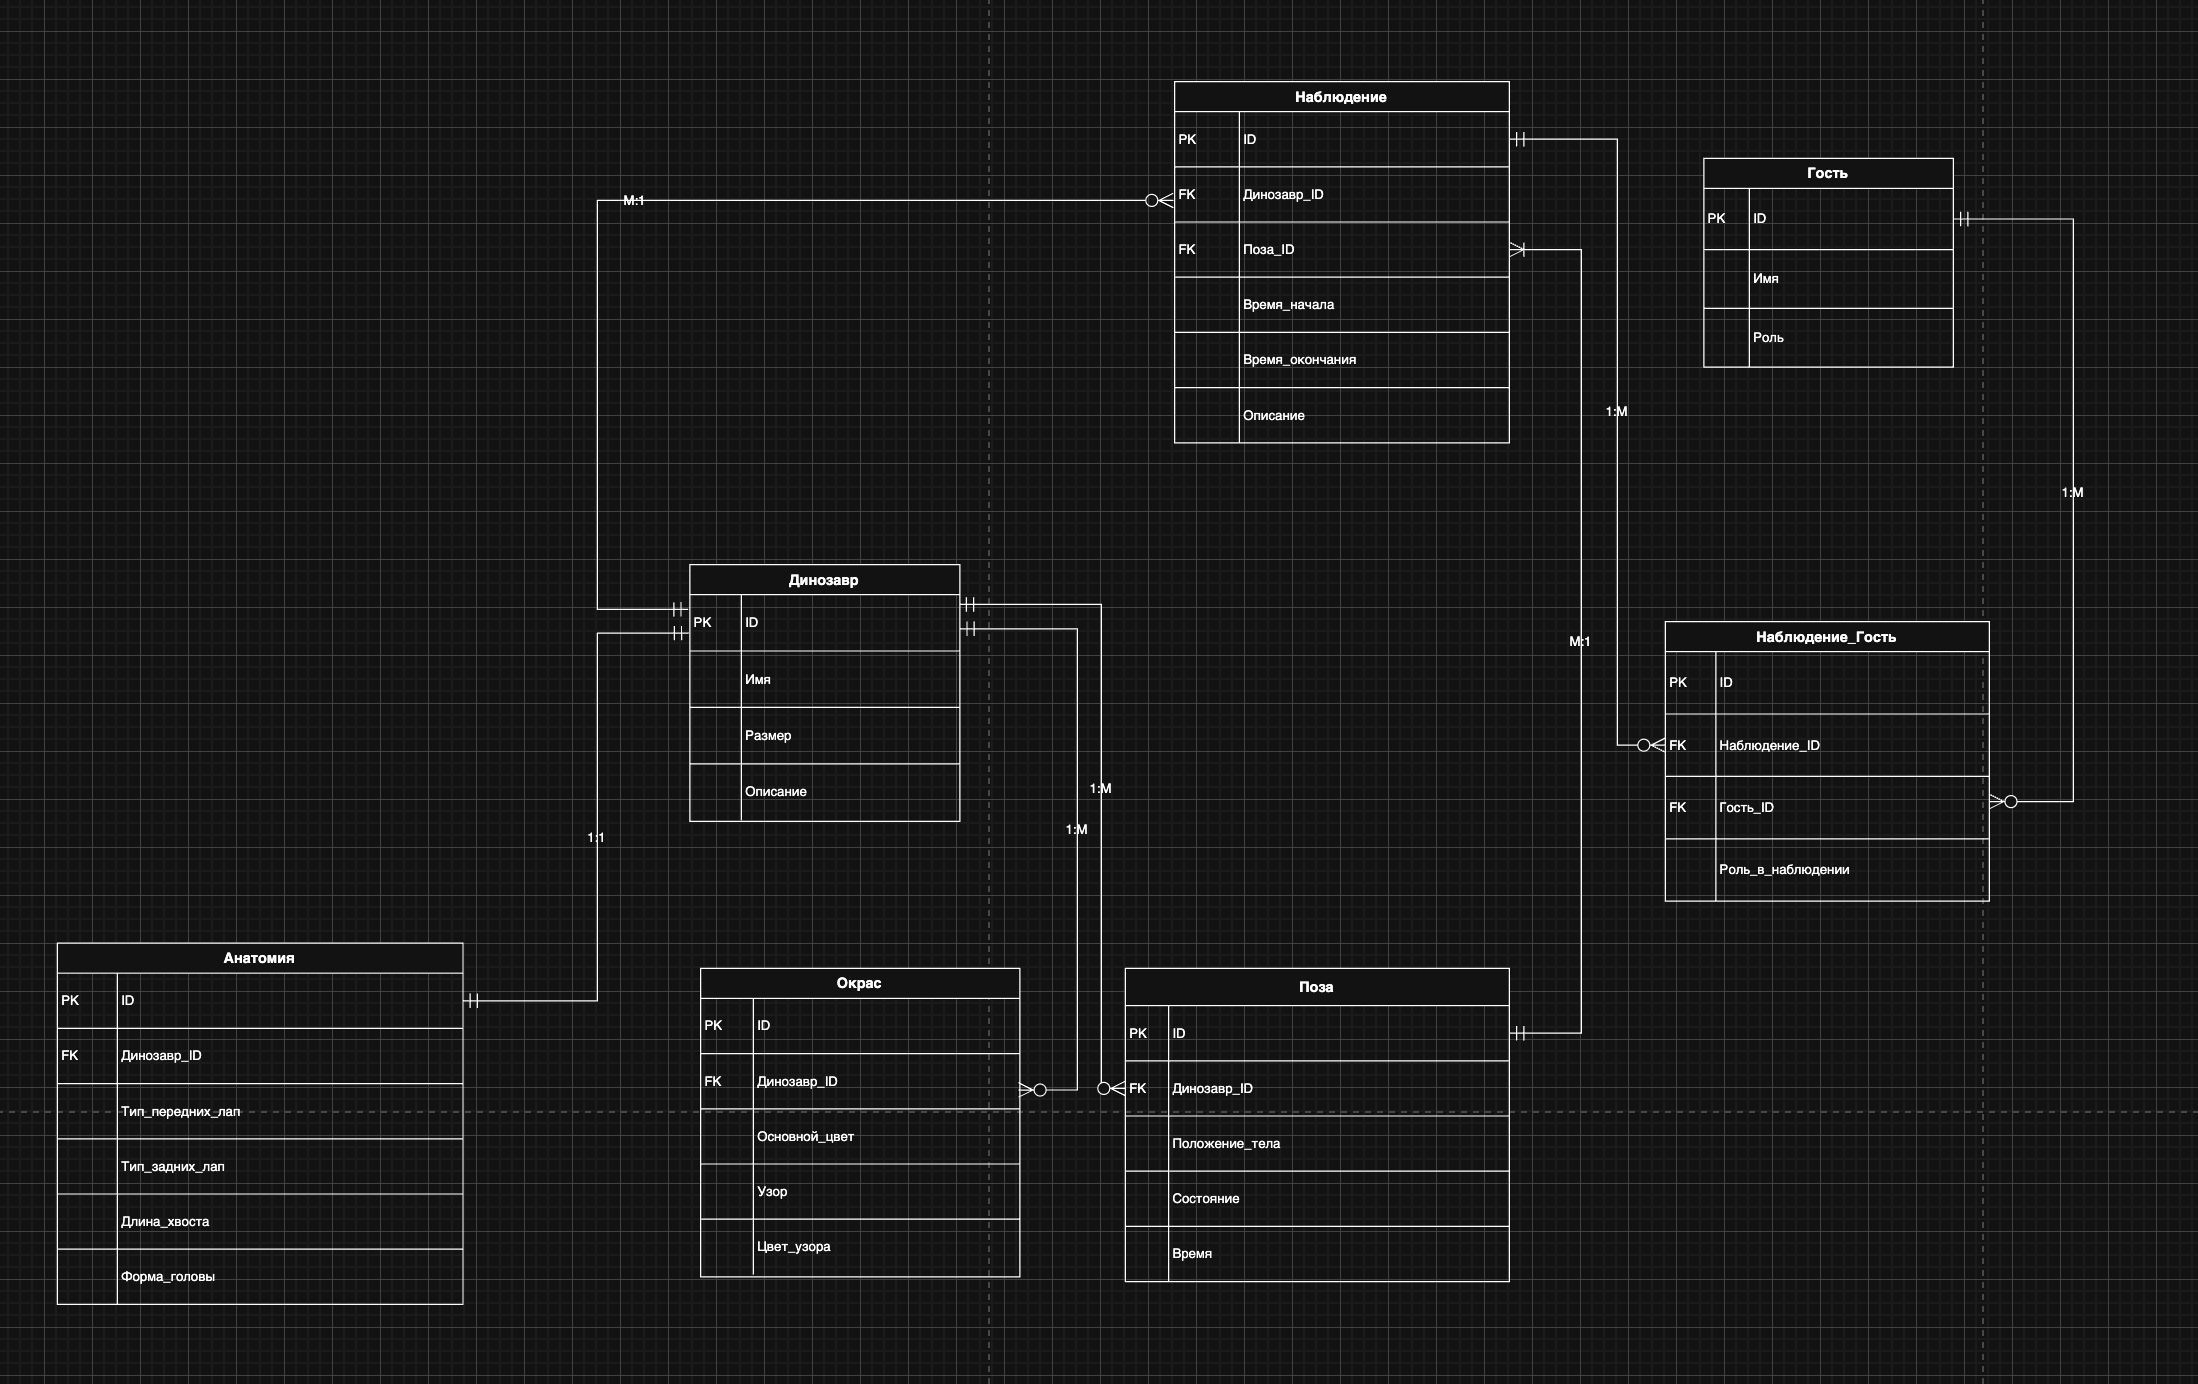 Наблюдение
PK ID
FK Динозавр_ID
FK Поза_ID
Время_начала
Время_окончания
Описание
Гость
PK ID
Имя
Роль
M:1
1:M
1:M
Динозавр
PK ID
Имя
Размер
Описание
M:1
Наблюдение_Гость
PK ID
FK Наблюдение_ID
FK Гость_ID
Роль_в_наблюдении
1:M
1:M
1:1
Анатомия
PK ID
FK Динозавр_ID
Тип_передних_лап
Тип_задних_лап
Длина_хвоста
Форма_головы
Окрас
PK ID
FK Динозавр_ID
Основной_цвет
Узор
Цвет_узора
Поза
PK ID
FK Динозавр_ID
Положение_тела
Состояние
Время